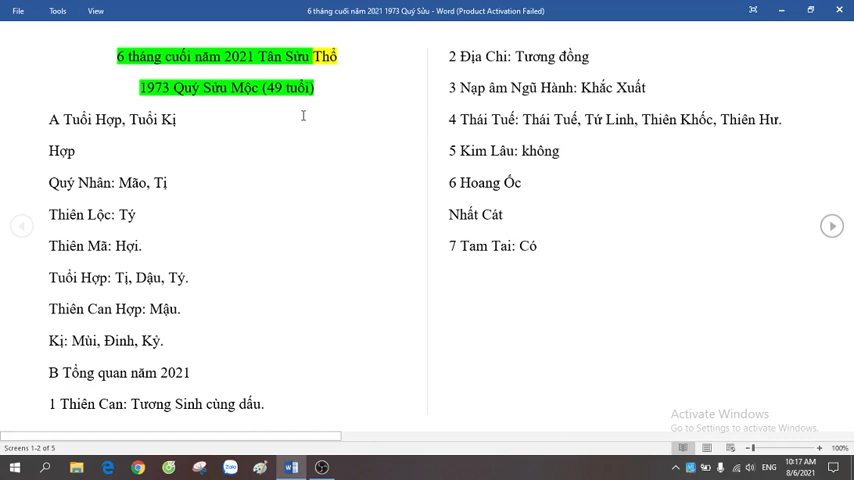 6 tháng cuối năm 2021 1973 Quý Sửu - Word (Product Activation Failed)
File Tools View
6 tháng cuối năm 2021 Tân Sửu Thổ
1973 Quý Sửu Mộc (49 tuổi)
A Tuổi Hợp, Tuổi Kị
Hợp
Quý Nhân: Mão, Tị
Thiên Lộc: Tý
Thiên Mã: Hợi.
Tuổi Hợp: Tị, Dậu, Tý.
Thiên Can Hợp: Mậu.
Kị: Mùi, Đinh, Kỷ.
B Tổng quan năm 2021
1 Thiên Can: Tương Sinh cùng dấu.
2 Địa Chi: Tương đồng
3 Nạp âm Ngũ Hành: Khắc Xuất
4 Thái Tuế: Thái Tuế, Tứ Linh, Thiên Khốc, Thiên Hư.
5 Kim Lâu: không
6 Hoang Ốc
Nhất Cát
7 Tam Tai: Có
Activate Windows
Go to Settings to activate Windows.
Screens 1-2 of 5
100%
Zalo
ENG
10:17 AM
8/6/2021